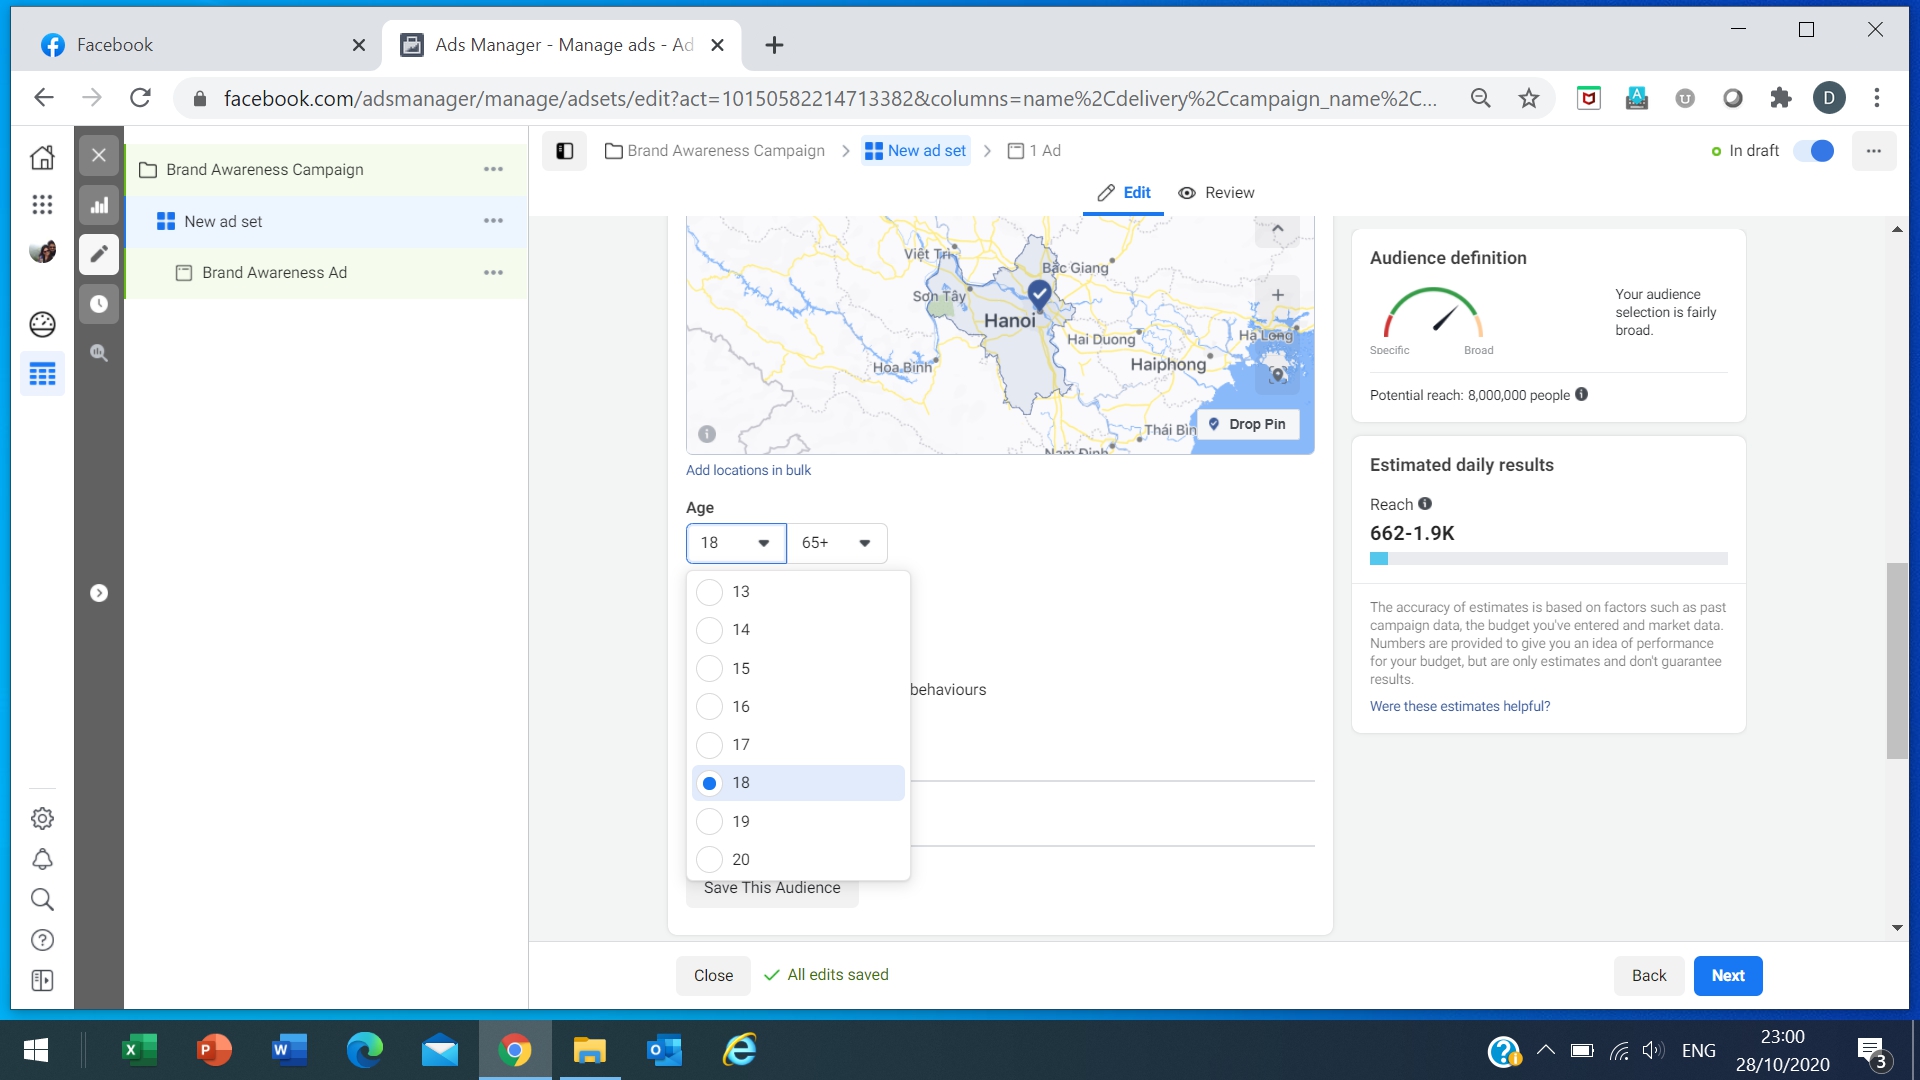 Facebook
Ads Manager - Manage ads - Ad
facebook.com/adsmanager/manage/adsets/edit?act=10150582214713382&columns=name%2Cdelivery%2Ccampaign_name%2C...
D
Brand Awareness Campaign
New ad set
Brand Awareness Ad
Brand Awareness Campaign
New ad set
1 Ad
In draft
Edit
Review
Việt Trì
Bắc Giang
Sơn Tây
Hanoi
Hai Duong
Hạ Long
Hòa Bình
Haiphong
Thái Bìn
Nam Định
Drop Pin
Add locations in bulk
Age
18
65+
13
14
15
16
17
18
19
20
behaviours
Save This Audience
Close
All edits saved
Back
Next
Audience definition
Your audience
selection is fairly
broad.
Specific
Broad
Potential reach: 8,000,000 people
Estimated daily results
Reach
662-1.9K
The accuracy of estimates is based on factors such as past
campaign data, the budget you've entered and market data.
Numbers are provided to give you an idea of performance
for your budget, but are only estimates and don't guarantee
results.
Were these estimates helpful?
ENG
23:00
28/10/2020
3